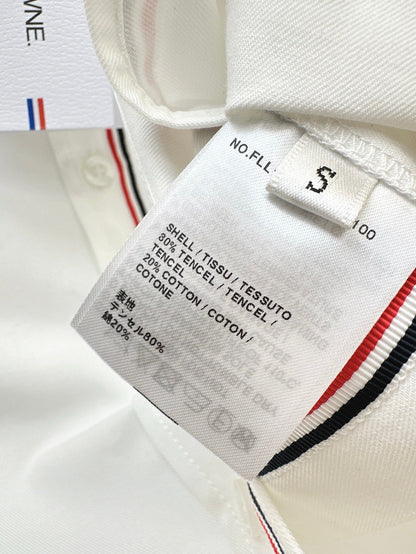 WNE.
NO.FLL
100
S
SHELL / TISSU / TESSUTO
80% TENCEL / TENCEL /
TENCEL
20% COTTON / COTON /
COTONE
表地
テンセル80%
綿20%